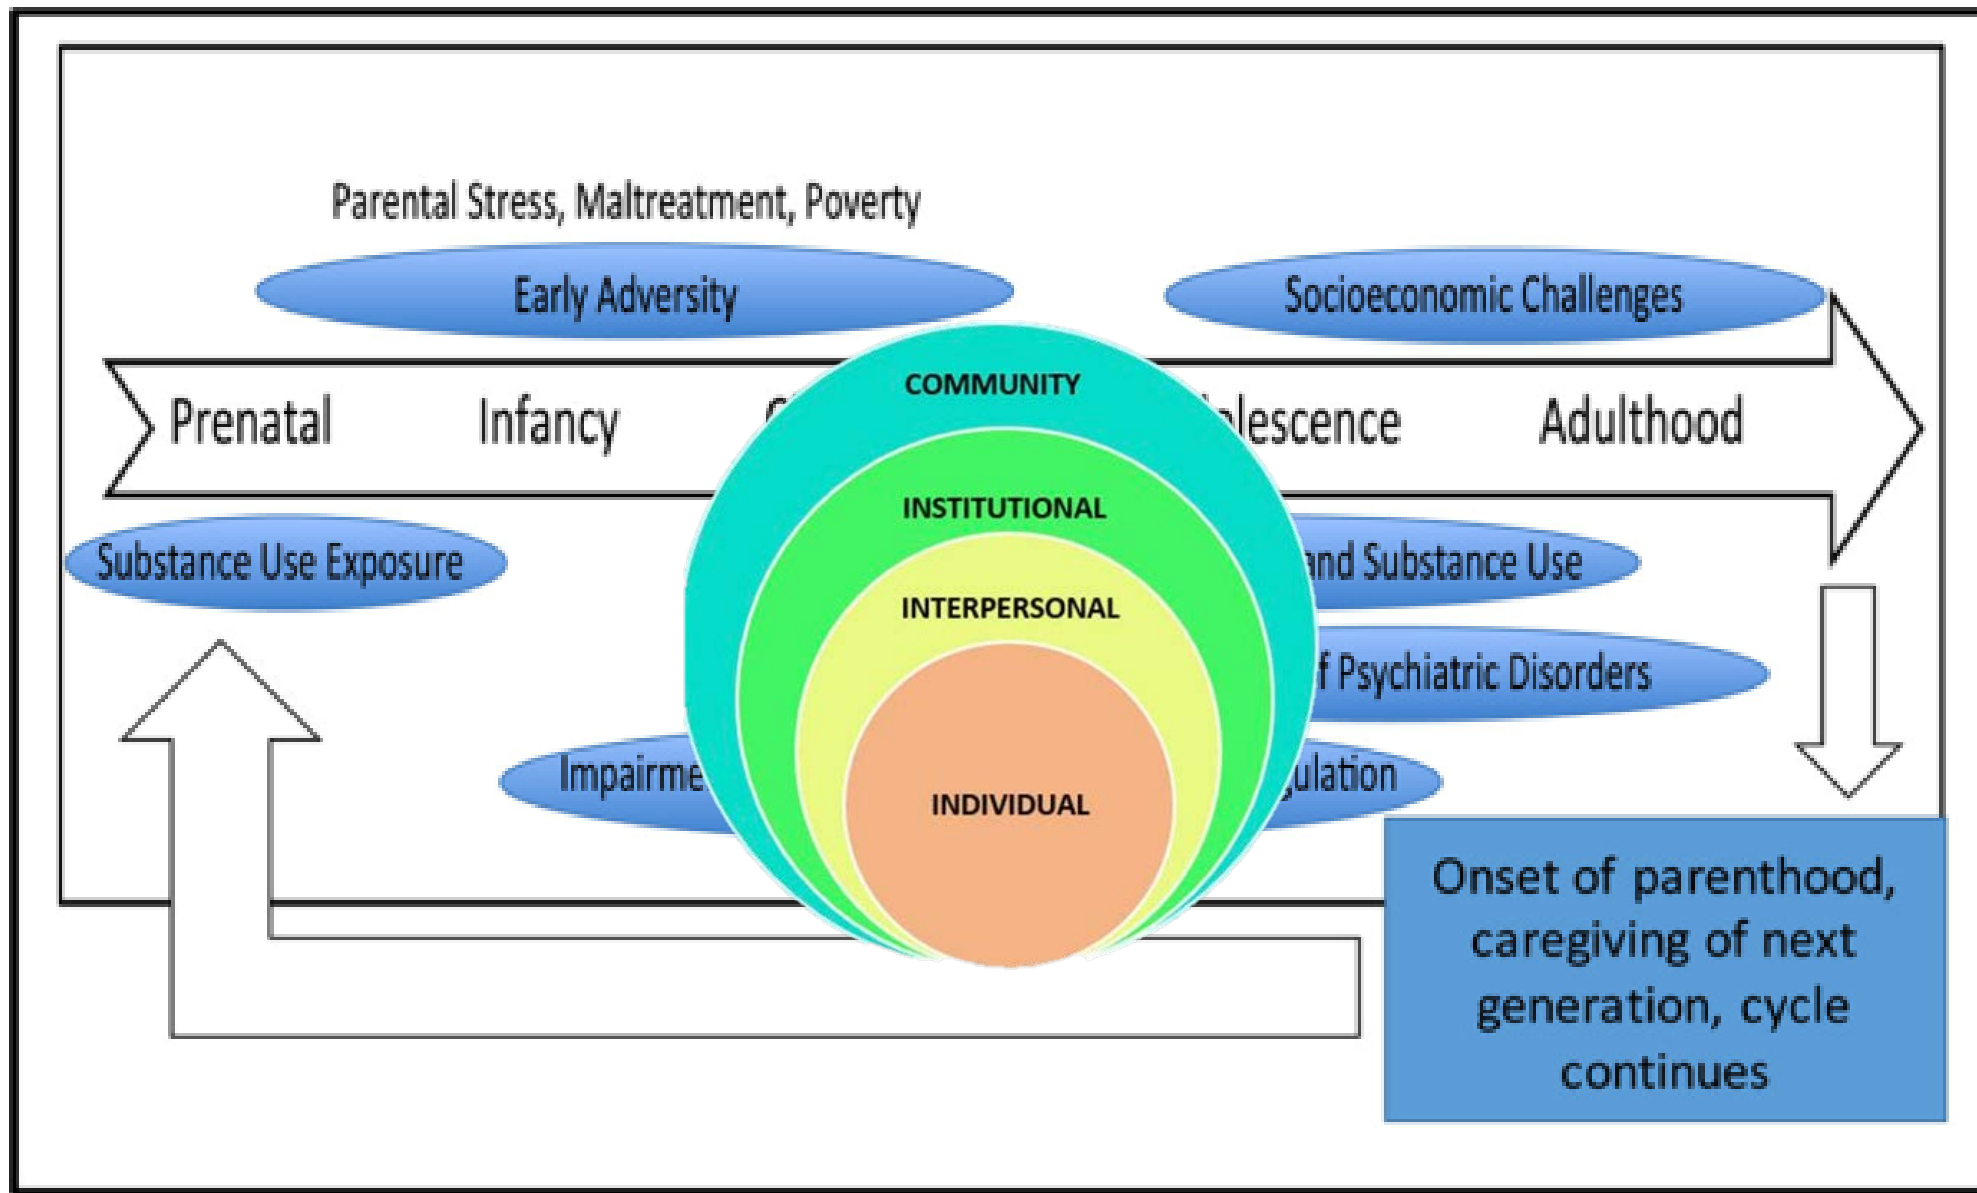 Parental Stress, Maltreatment, Poverty
Early Adversity
Socioeconomic Challenges
COMMUNITY
Prenatal Infancy Adulthood
INSTITUTIONAL
Substance Use Exposure
and Substance Use
INTERPERSONAL
Psychiatric Disorders
INDIVIDUAL
Onset of parenthood,
caregiving of next
generation, cycle
continues